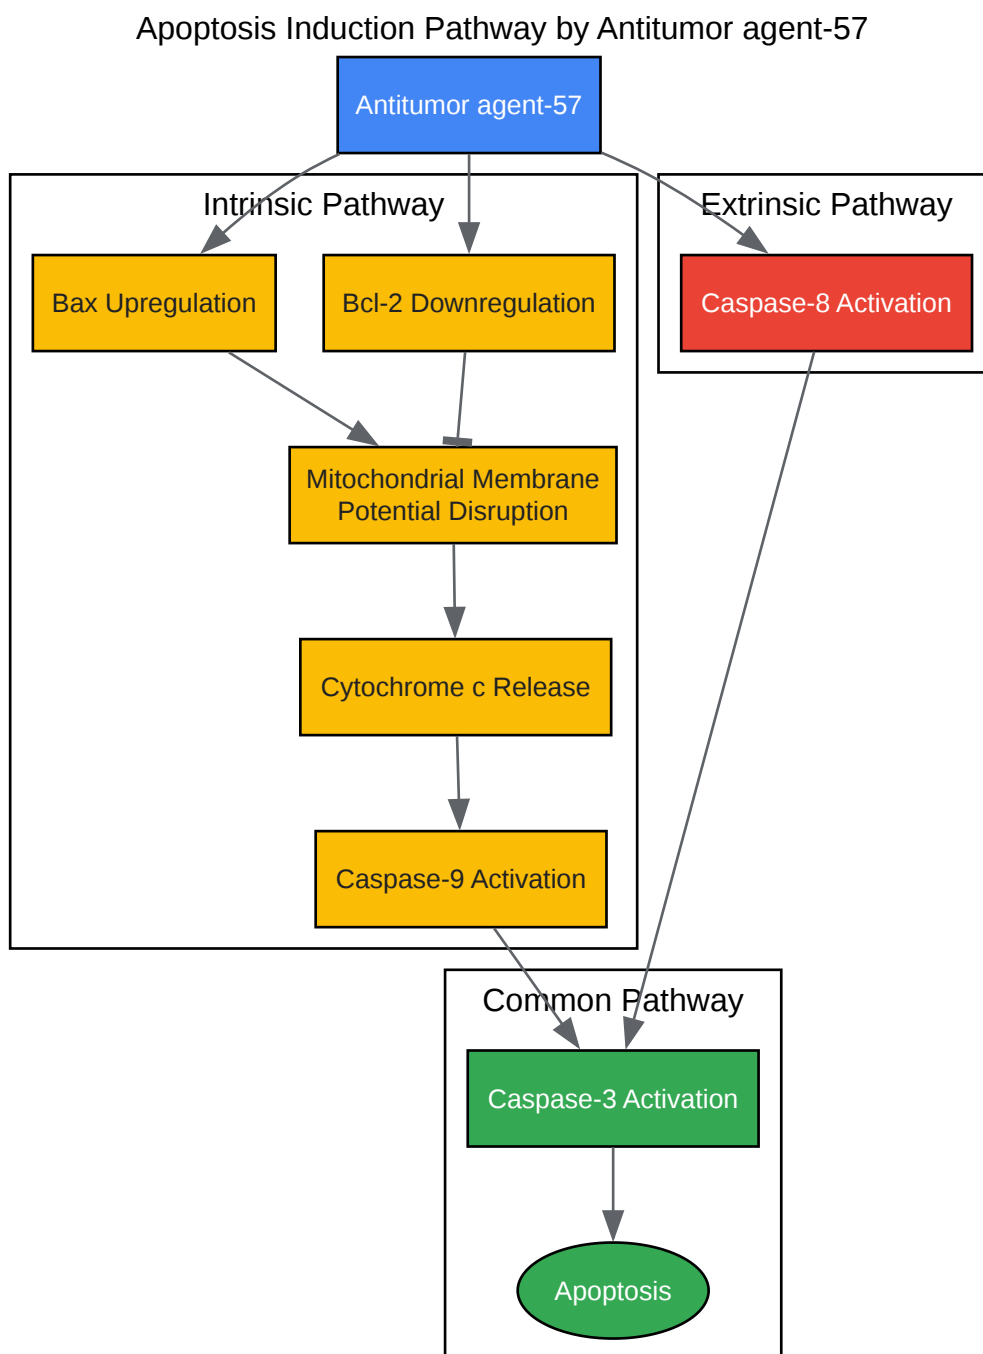 Apoptosis Induction Pathway by Antitumor agent-57
Antitumor agent-57
Intrinsic Pathway
Extrinsic Pathway
Bax Upregulation
Bcl-2 Downregulation
Caspase-8 Activation
Mitochondrial Membrane
Potential Disruption
Cytochrome c Release
Caspase-9 Activation
Common Pathway
Caspase-3 Activation
Apoptosis